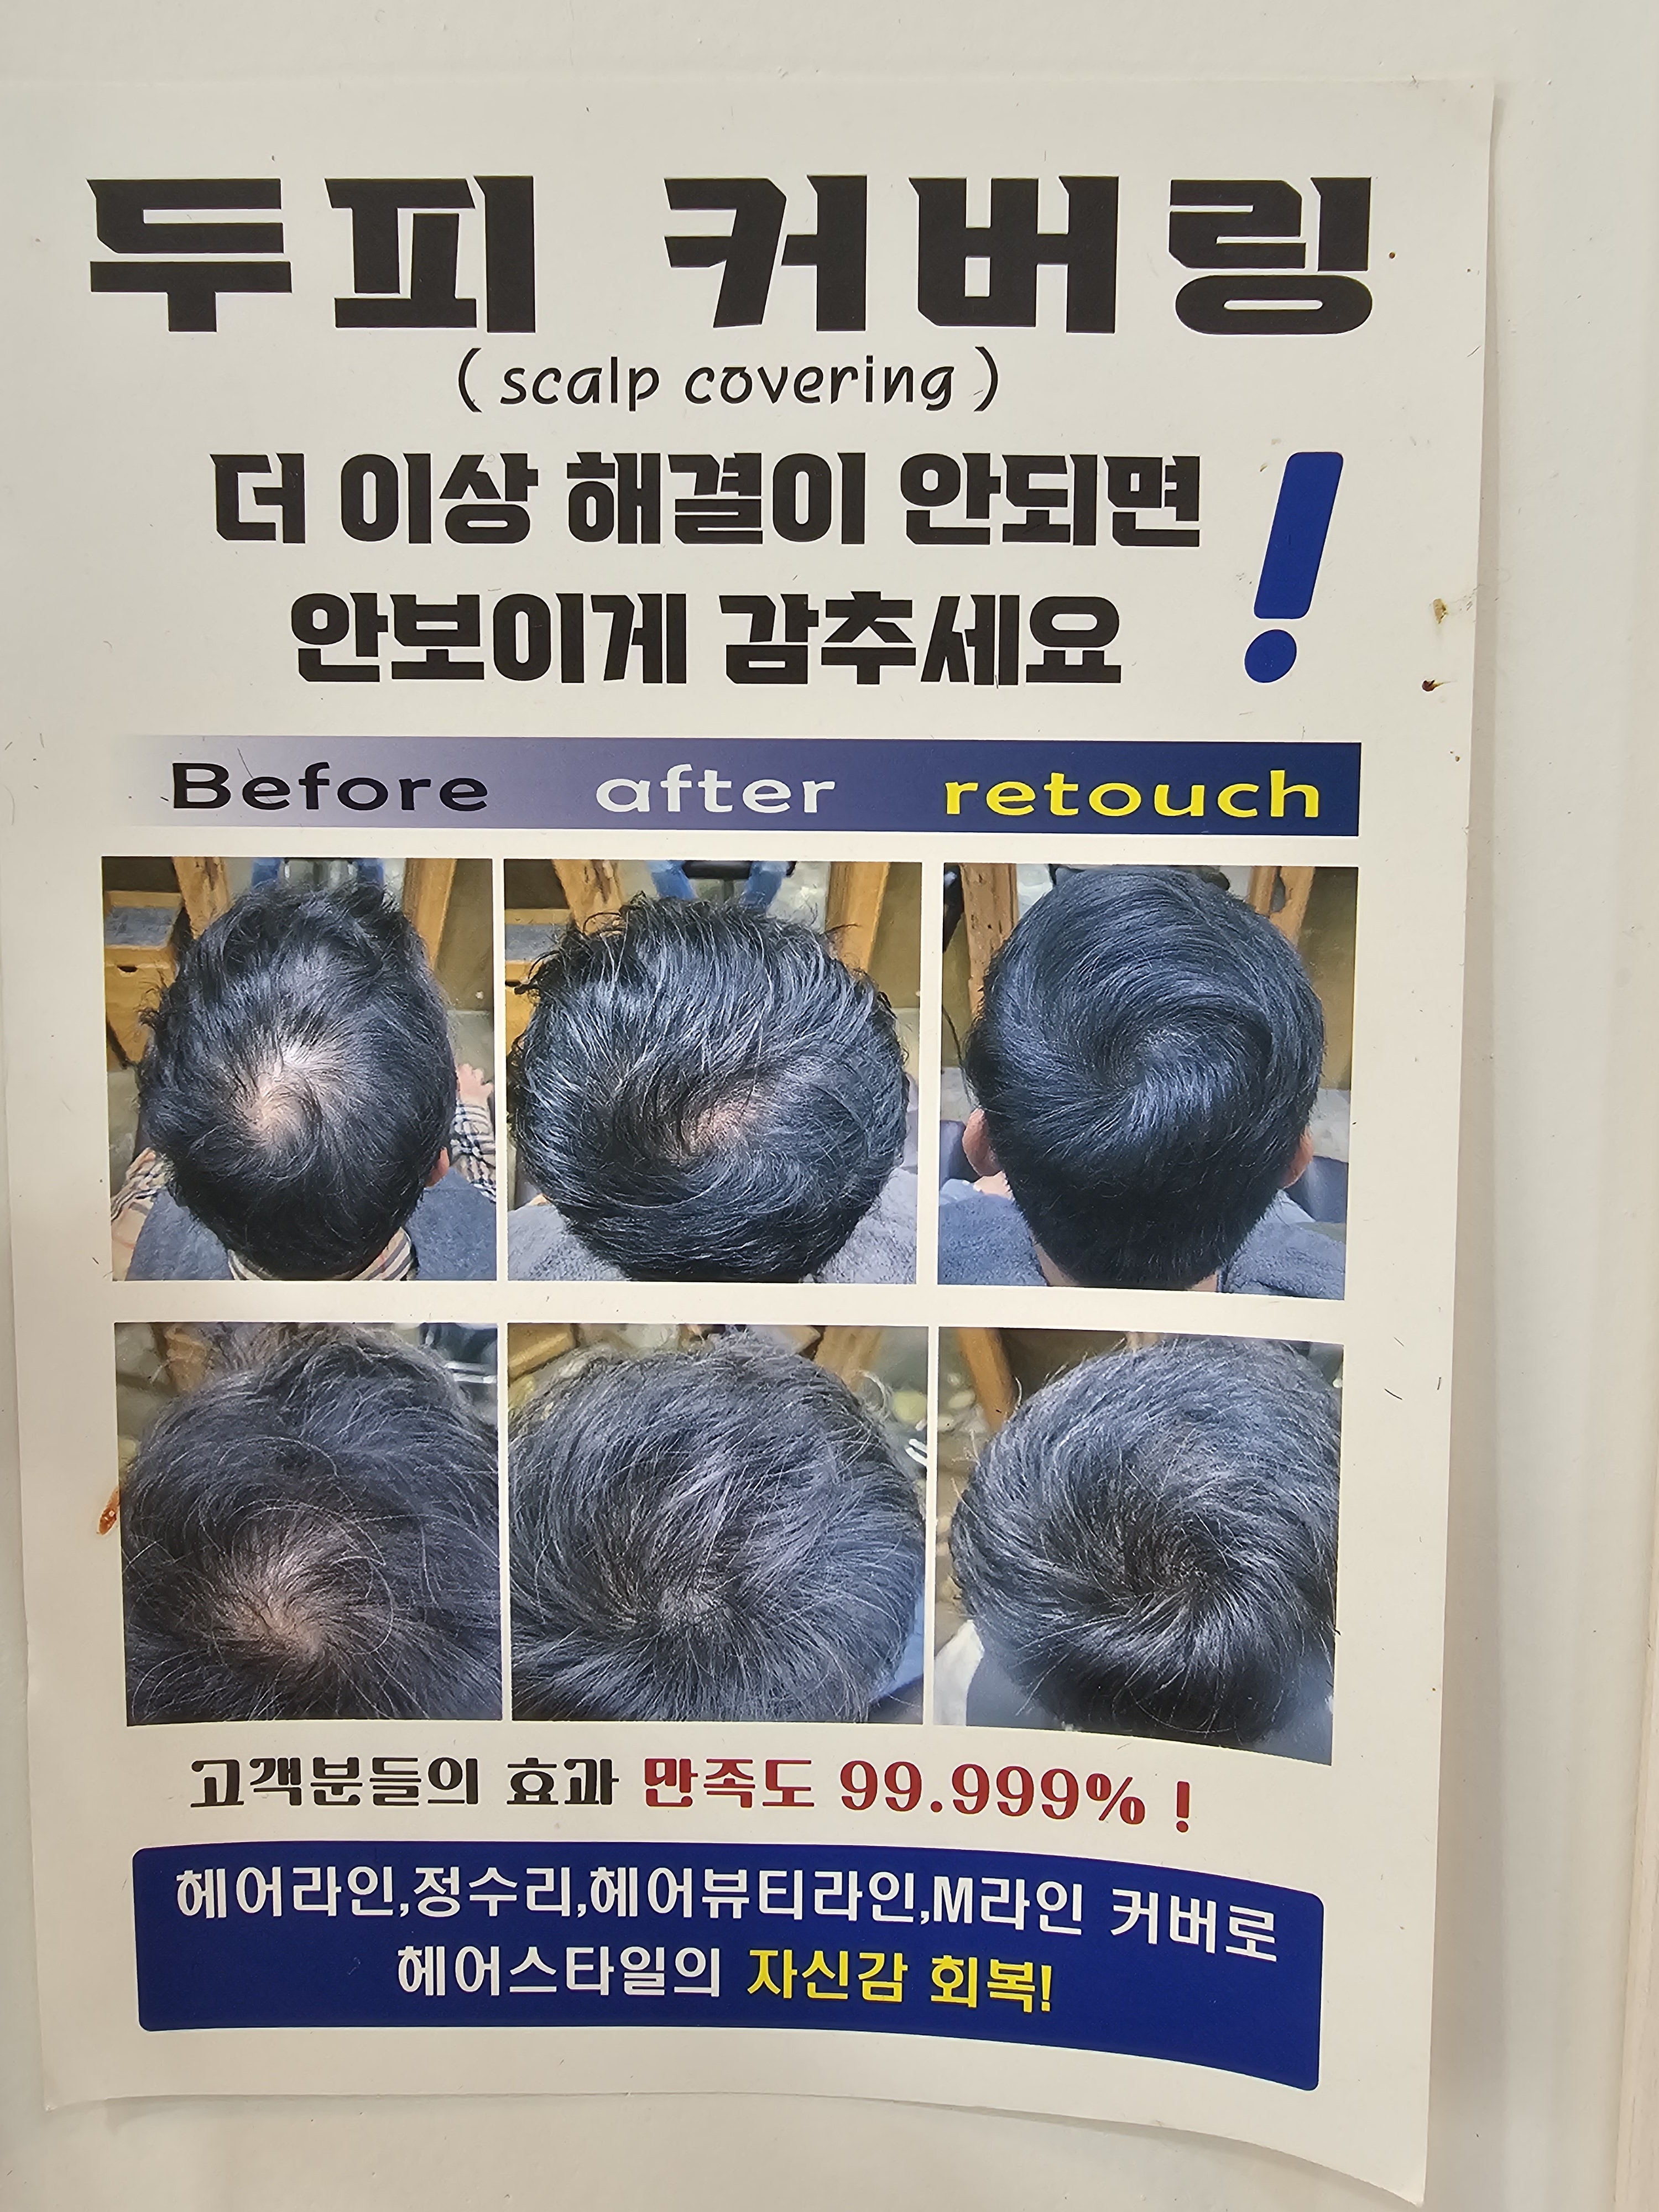 두피 커버링
( scalp covering )
더 이상 해결이 안되면
안보이게 감추세요 !
Before after retouch
고객분들의 효과 만족도 99.999% !
헤어라인,정수리,헤어뷰티라인,M라인 커버로
헤어스타일의 자신감 회복!